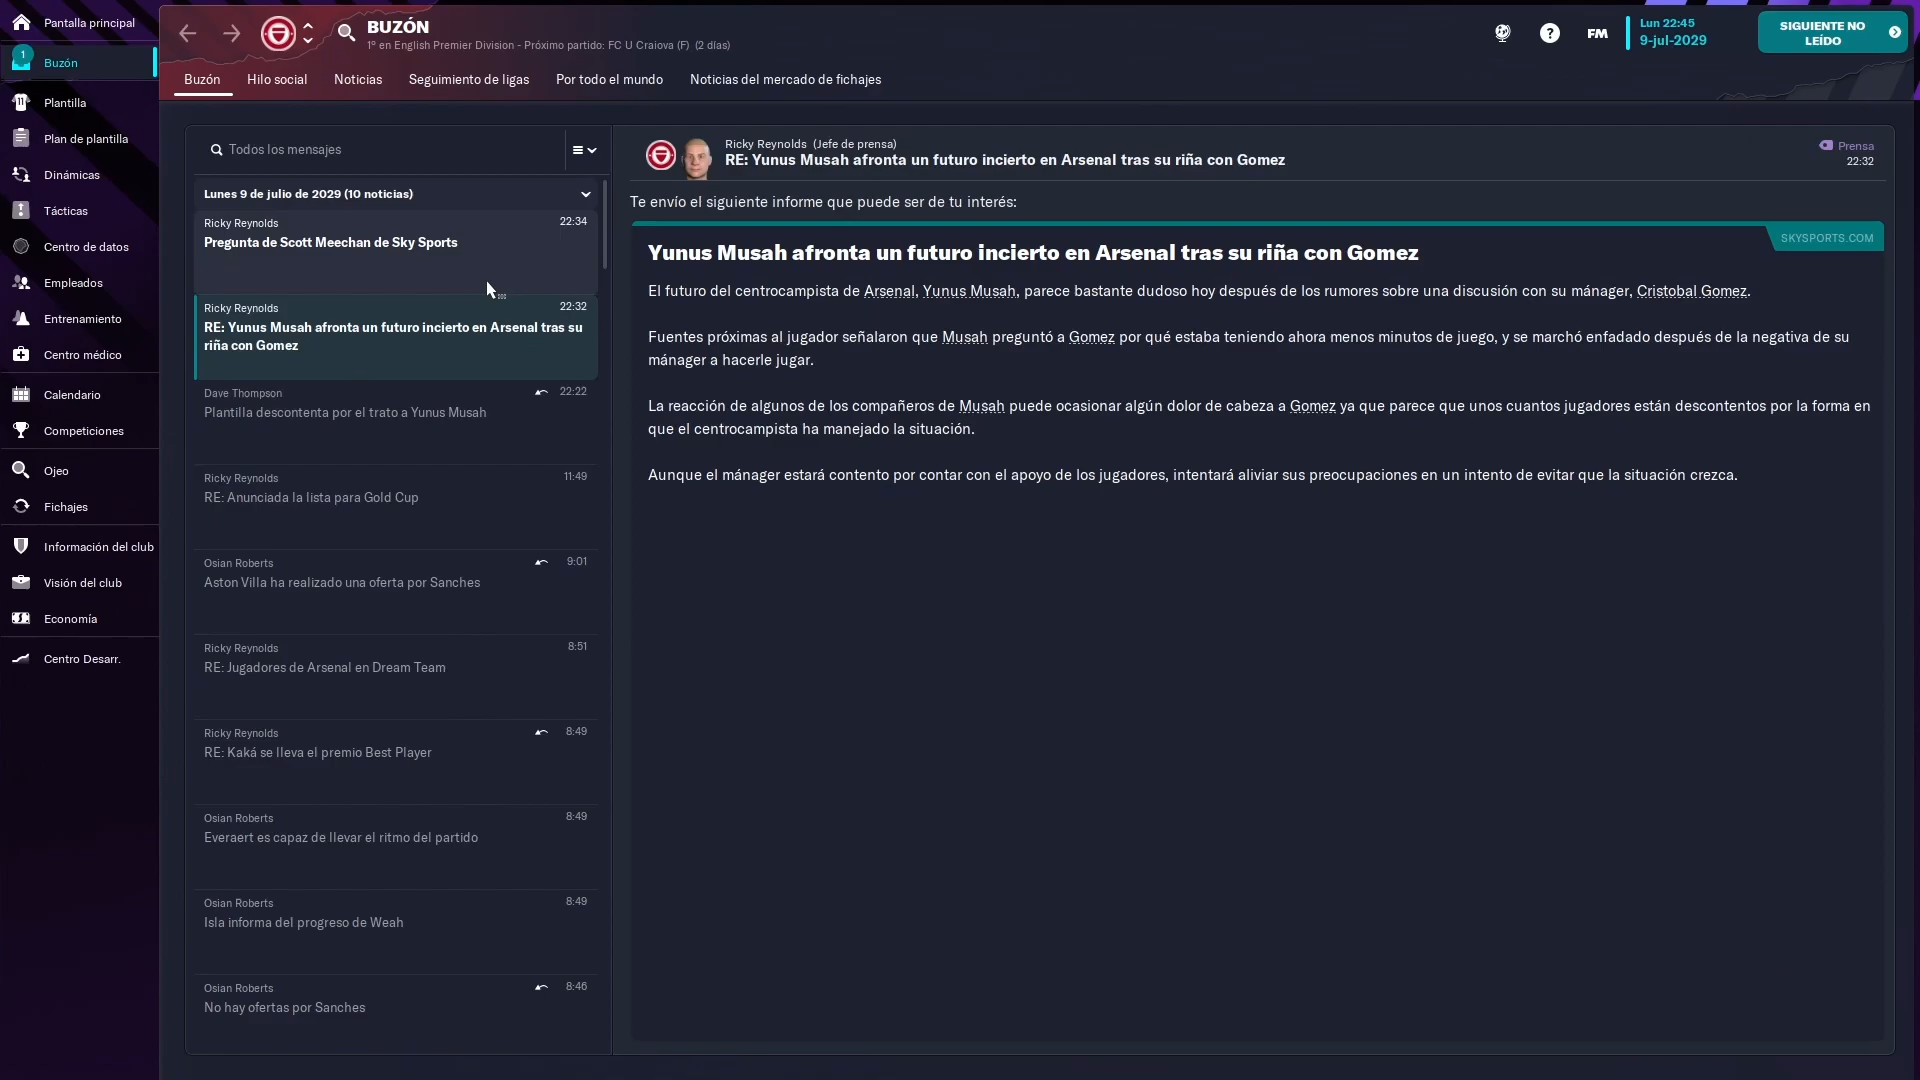 Pantalla principal
1
Buzón
Plantilla
Plan de plantilla
Dinámicas
Tácticas
Centro de datos
Empleados
Entrenamiento
Centro médico
Calendario
Competiciones
Ojeo
Fichajes
Información del club
Visión del club
Economía
Centro Desarr.
BUZÓN
1º en English Premier Division - Próximo partido: FC U Craiova (F) (2 días)
?
FM
Lun 22:45
9-jul-2029
SIGUIENTE NO
LEÍDO
Buzón
Hilo social
Noticias
Seguimiento de ligas
Por todo el mundo
Noticias del mercado de fichajes
Todos los mensajes
Lunes 9 de julio de 2029 (10 noticias)
Ricky Reynolds 22:34
Pregunta de Scott Meechan de Sky Sports
Ricky Reynolds 22:32
RE: Yunus Musah afronta un futuro incierto en Arsenal tras su
riña con Gomez
Dave Thompson 22:22
Plantilla descontenta por el trato a Yunus Musah
Ricky Reynolds 11:49
RE: Anunciada la lista para Gold Cup
Osian Roberts 9:01
Aston Villa ha realizado una oferta por Sanches
Ricky Reynolds 8:51
RE: Jugadores de Arsenal en Dream Team
Ricky Reynolds 8:49
RE: Kaká se lleva el premio Best Player
Osian Roberts 8:49
Everaert es capaz de llevar el ritmo del partido
Osian Roberts 8:49
Isla informa del progreso de Weah
Osian Roberts 8:46
No hay ofertas por Sanches
Ricky Reynolds (Jefe de prensa)
RE: Yunus Musah afronta un futuro incierto en Arsenal tras su riña con Gomez
Prensa
22:32
Te envío el siguiente informe que puede ser de tu interés:
SKYSPORTS.COM
Yunus Musah afronta un futuro incierto en Arsenal tras su riña con Gomez
El futuro del centrocampista de Arsenal, Yunus Musah, parece bastante dudoso hoy después de los rumores sobre una discusión con su mánager, Cristobal Gomez.
Fuentes próximas al jugador señalaron que Musah preguntó a Gomez por qué estaba teniendo ahora menos minutos de juego, y se marchó enfadado después de la negativa de su
mánager a hacerle jugar.
La reacción de algunos de los compañeros de Musah puede ocasionar algún dolor de cabeza a Gomez ya que parece que unos cuantos jugadores están descontentos por la forma en
que el centrocampista ha manejado la situación.
Aunque el mánager estará contento por contar con el apoyo de los jugadores, intentará aliviar sus preocupaciones en un intento de evitar que la situación crezca.